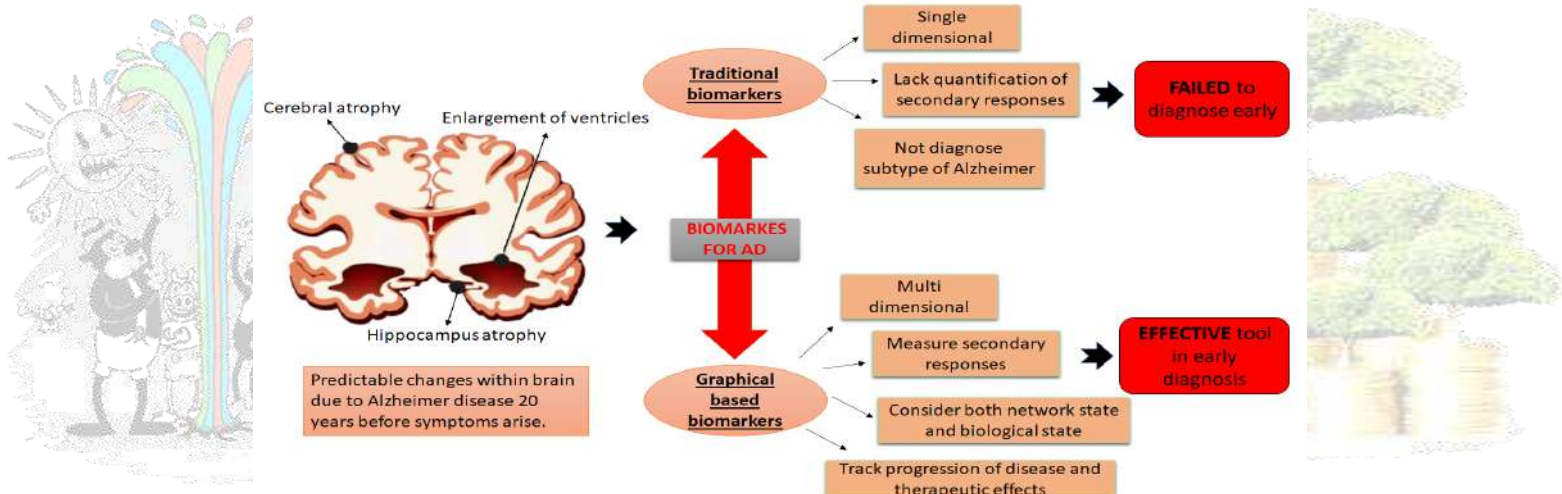 Cerebral atrophy
Enlargement of ventricles
Hippocampus atrophy
Predictable changes within brain
due to Alzheimer disease 20
years before symptoms arise.
BIOMARKES
FOR AD
Traditional
biomarkers
Single
dimensional
Lack quantification of
secondary responses
Not diagnose
subtype of Alzheimer
FAILED to
diagnose early
Graphical
based
biomarkers
Multi
dimensional
Measure secondary
responses
Consider both network state
and biological state
Track progression of disease and
therapeutic effects
EFFECTIVE tool
in early
diagnosis